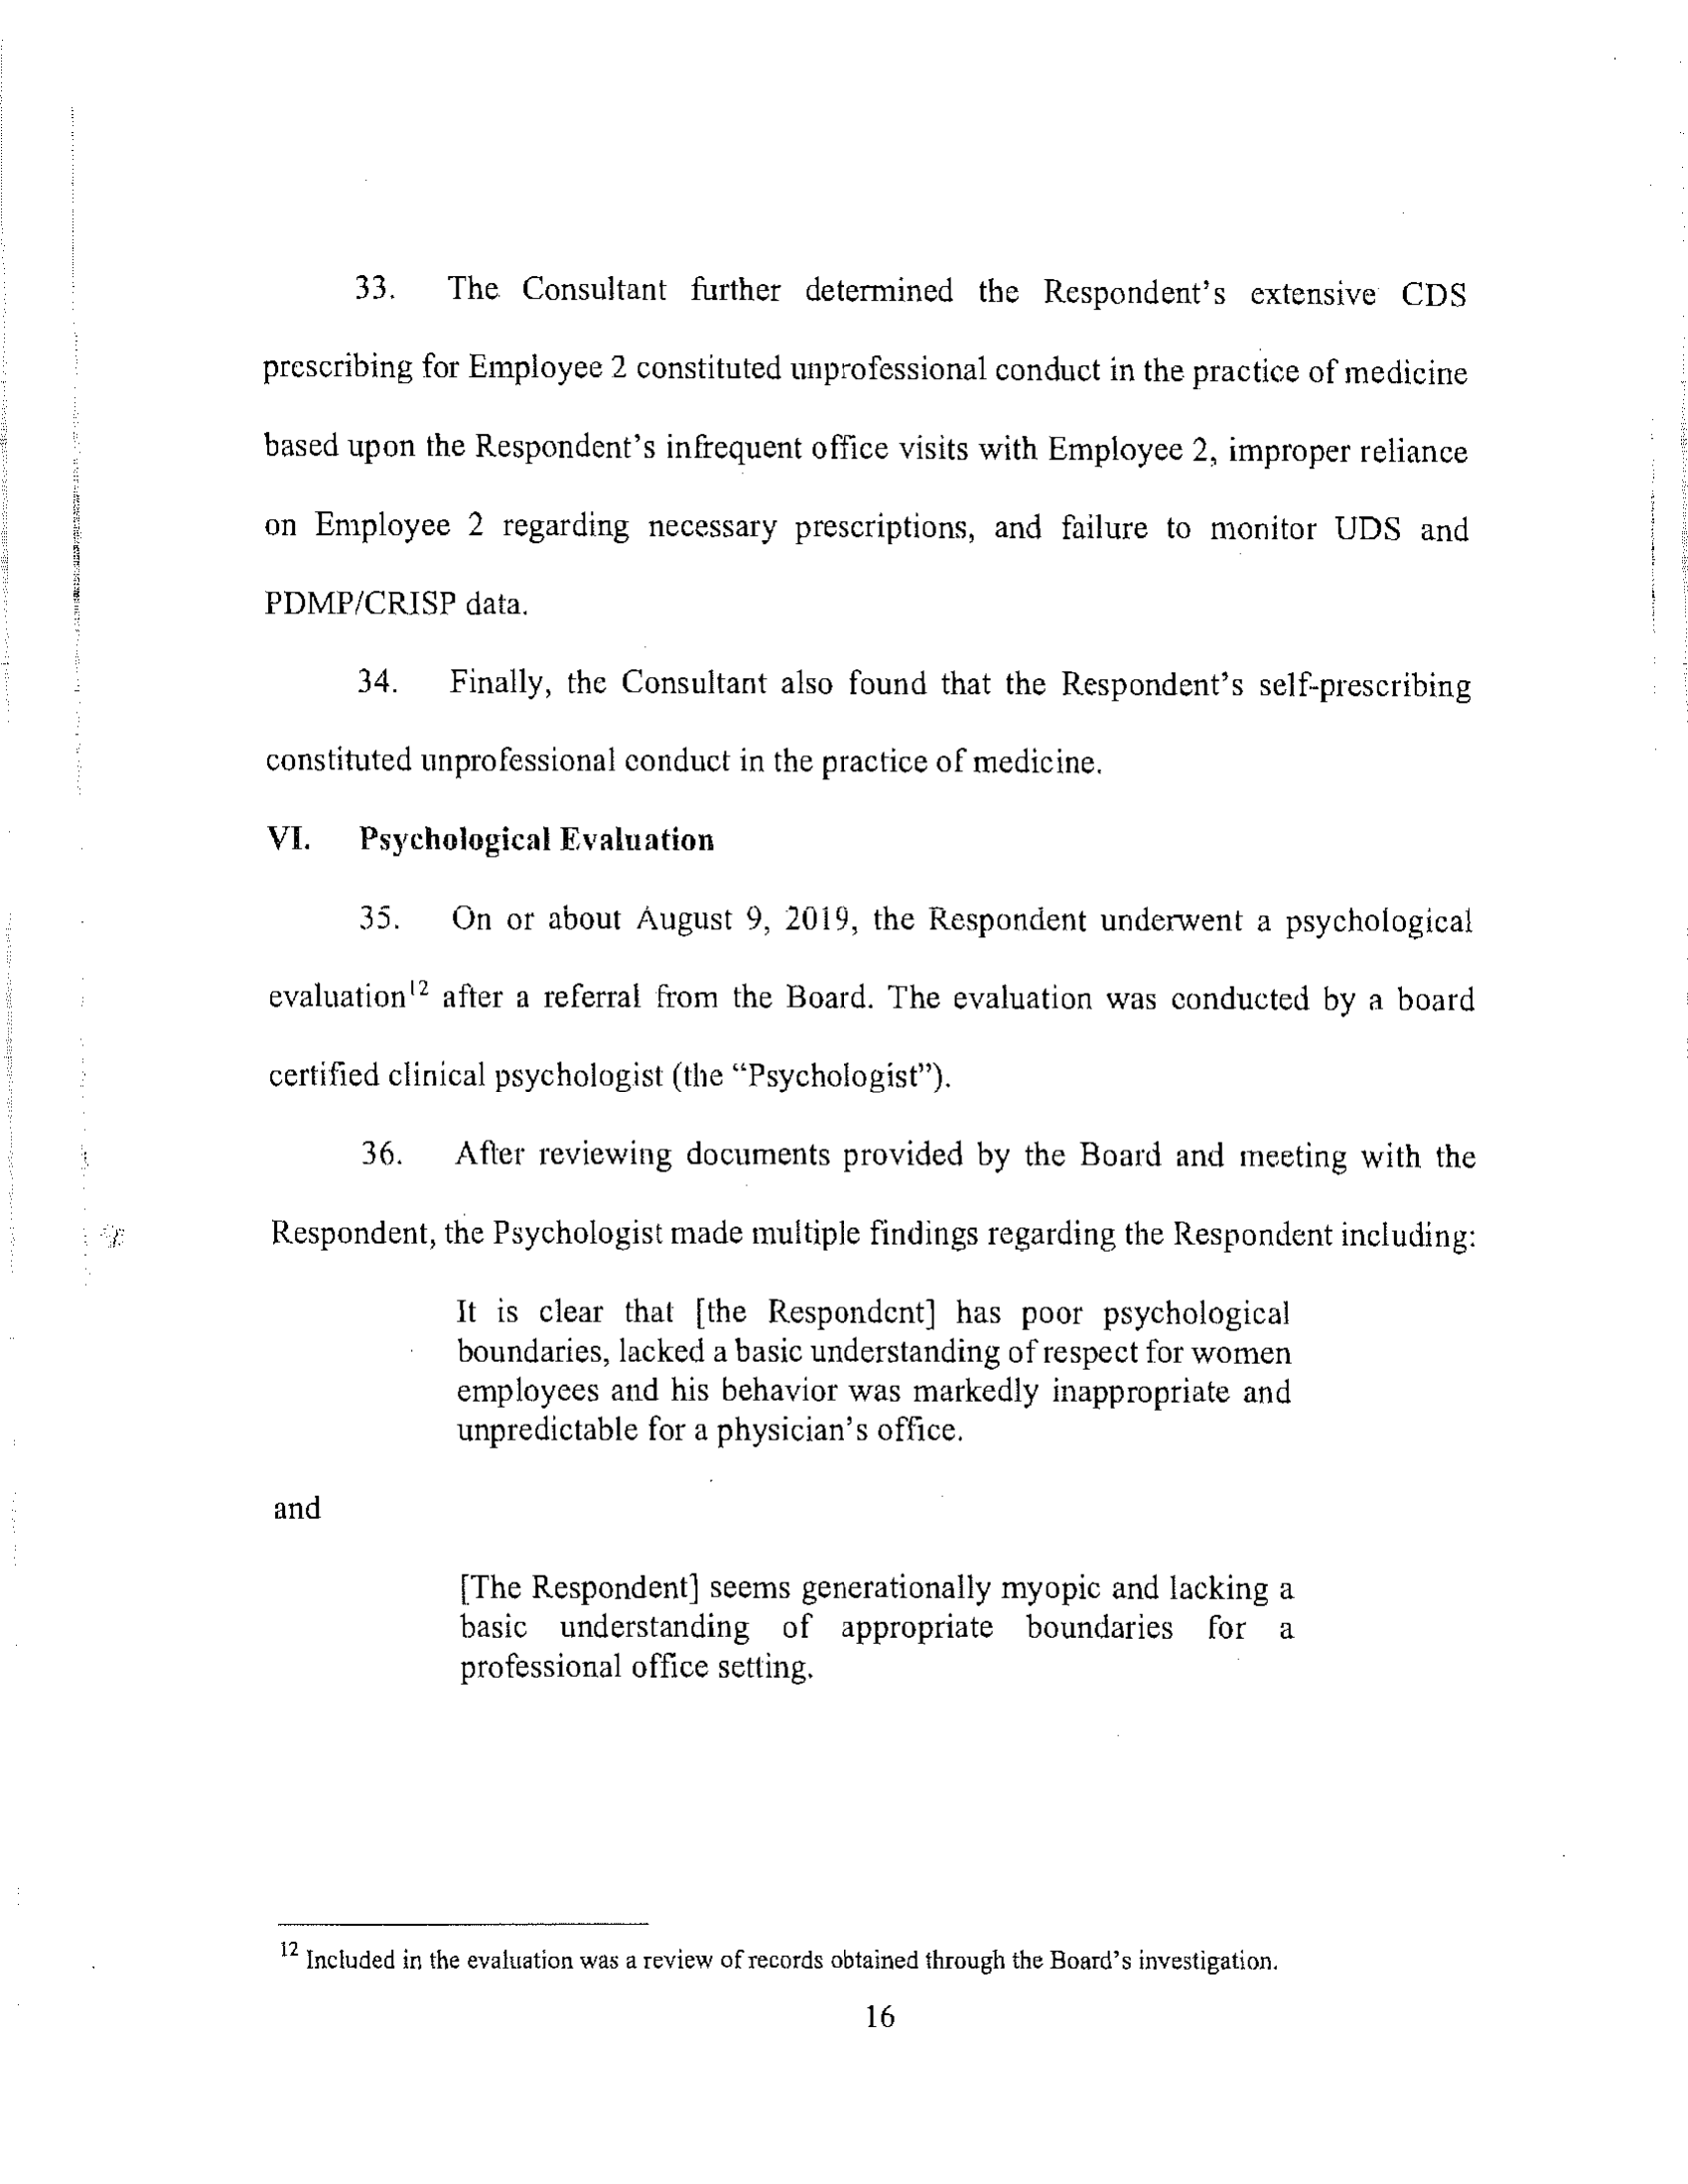 33. The Consultant further determined the Respondent's extensive CDS
prescribing for Employee 2 constituted unprofessional conduct in the practice of medicine
based upon the Respondent's infrequent office visits with Employee 2, improper reliance
on Employee 2 regarding necessary prescriptions, and failure to monitor UDS and
PDMP/CRISP data.
34. Finally, the Consultant also found that the Respondent's self-prescribing
constituted unprofessional conduct in the practice of medicine.
VI. Psychological Evaluation
35. On or about August 9, 2019, the Respondent underwent a psychological
evaluation12 after a referral from the Board. The evaluation was conducted by a board
certified clinical psychologist (the “Psychologist”).
36. After reviewing documents provided by the Board and meeting with the
Respondent, the Psychologist made multiple findings regarding the Respondent including:
It is clear that [the Respondent] has poor psychological
boundaries, lacked a basic understanding of respect for women
employees and his behavior was markedly inappropriate and
unpredictable for a physician's office.
and
[The Respondent] seems generationally myopic and lacking a
basic understanding of appropriate boundaries for a
professional office setting.
12 Included in the evaluation was a review of records obtained through the Board's investigation.
16